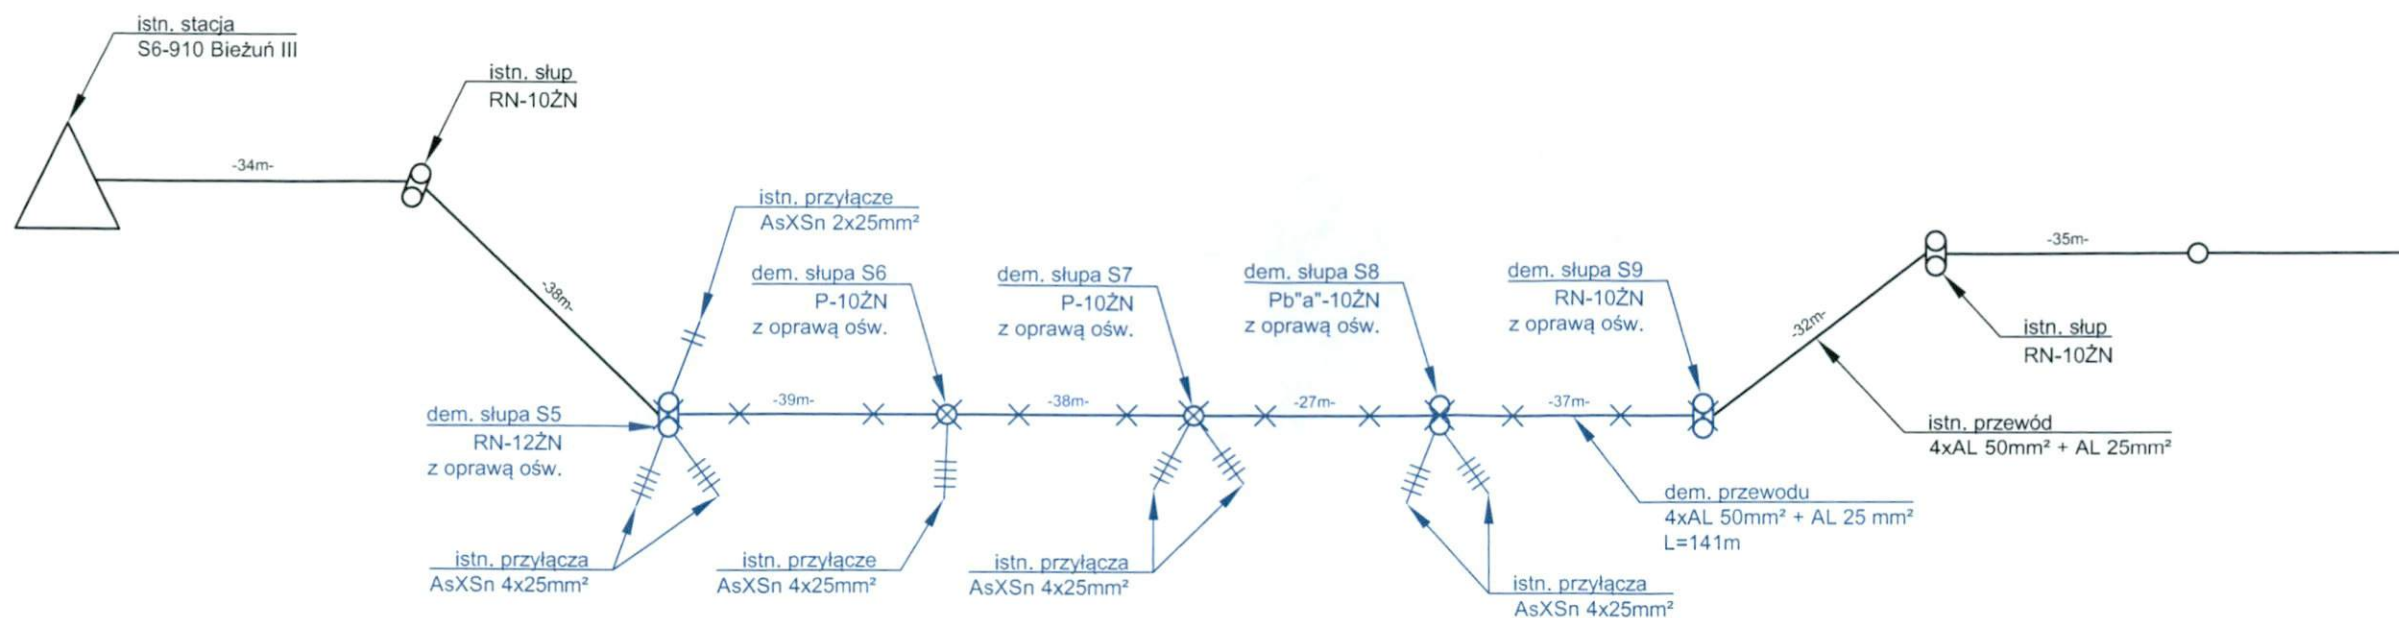 istn. stacja
S6-910 Bieżuń III
istn. słup
RN-10ŻN
-34m-
-38m-
istn. przyłącze
AsXSn 2x25mm²
dem. słupa S5
RN-12ŻN
z oprawą ośw.
dem. słupa S6
P-10ŻN
z oprawą ośw.
dem. słupa S7
P-10ŻN
z oprawą ośw.
dem. słupa S8
Pb"a"-10ŻN
z oprawą ośw.
dem. słupa S9
RN-10ŻN
z oprawą ośw.
-39m-
-38m-
-27m-
-37m-
-32m-
-35m-
istn. słup
RN-10ŻN
istn. przewód
4xAL 50mm² + AL 25mm²
dem. przewodu
4xAL 50mm² + AL 25 mm²
L=141m
istn. przyłącza
AsXSn 4x25mm²
istn. przyłącze
AsXSn 4x25mm²
istn. przyłącza
AsXSn 4x25mm²
istn. przyłącza
AsXSn 4x25mm²